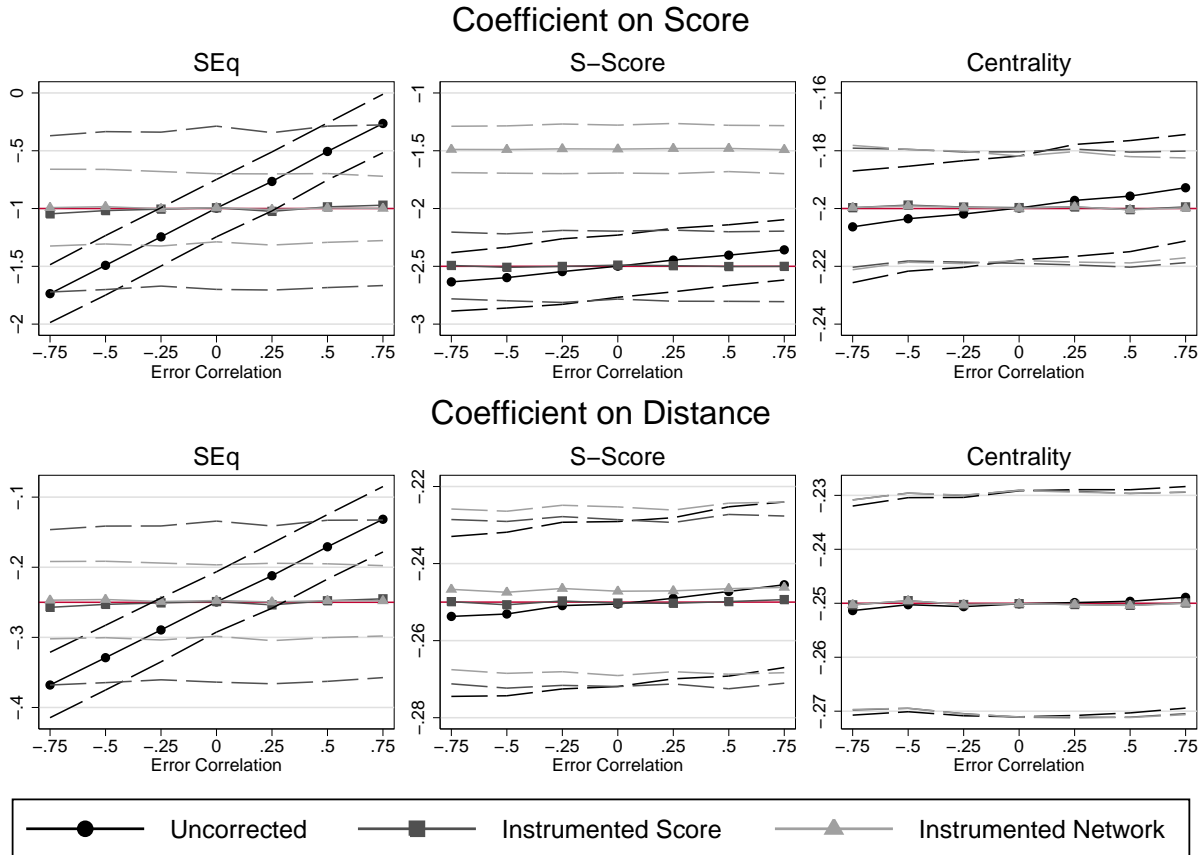 Coefficient on Score
SEq
S−Score
Centrality
0
−.5
−1
−1.5
−2
−.75 −.5 −.25 0 .25 .5 .75
Error Correlation
−1
−1.5
−2
−2.5
−3
−.75 −.5 −.25 0 .25 .5 .75
Error Correlation
−.16
−.18
−.2
−.22
−.24
−.75 −.5 −.25 0 .25 .5 .75
Error Correlation
Coefficient on Distance
SEq
S−Score
Centrality
−.1
−.2
−.3
−.4
−.75 −.5 −.25 0 .25 .5 .75
Error Correlation
−.22
−.24
−.26
−.28
−.75 −.5 −.25 0 .25 .5 .75
Error Correlation
−.23
−.24
−.25
−.26
−.27
−.75 −.5 −.25 0 .25 .5 .75
Error Correlation
Uncorrected Instrumented Score Instrumented Network